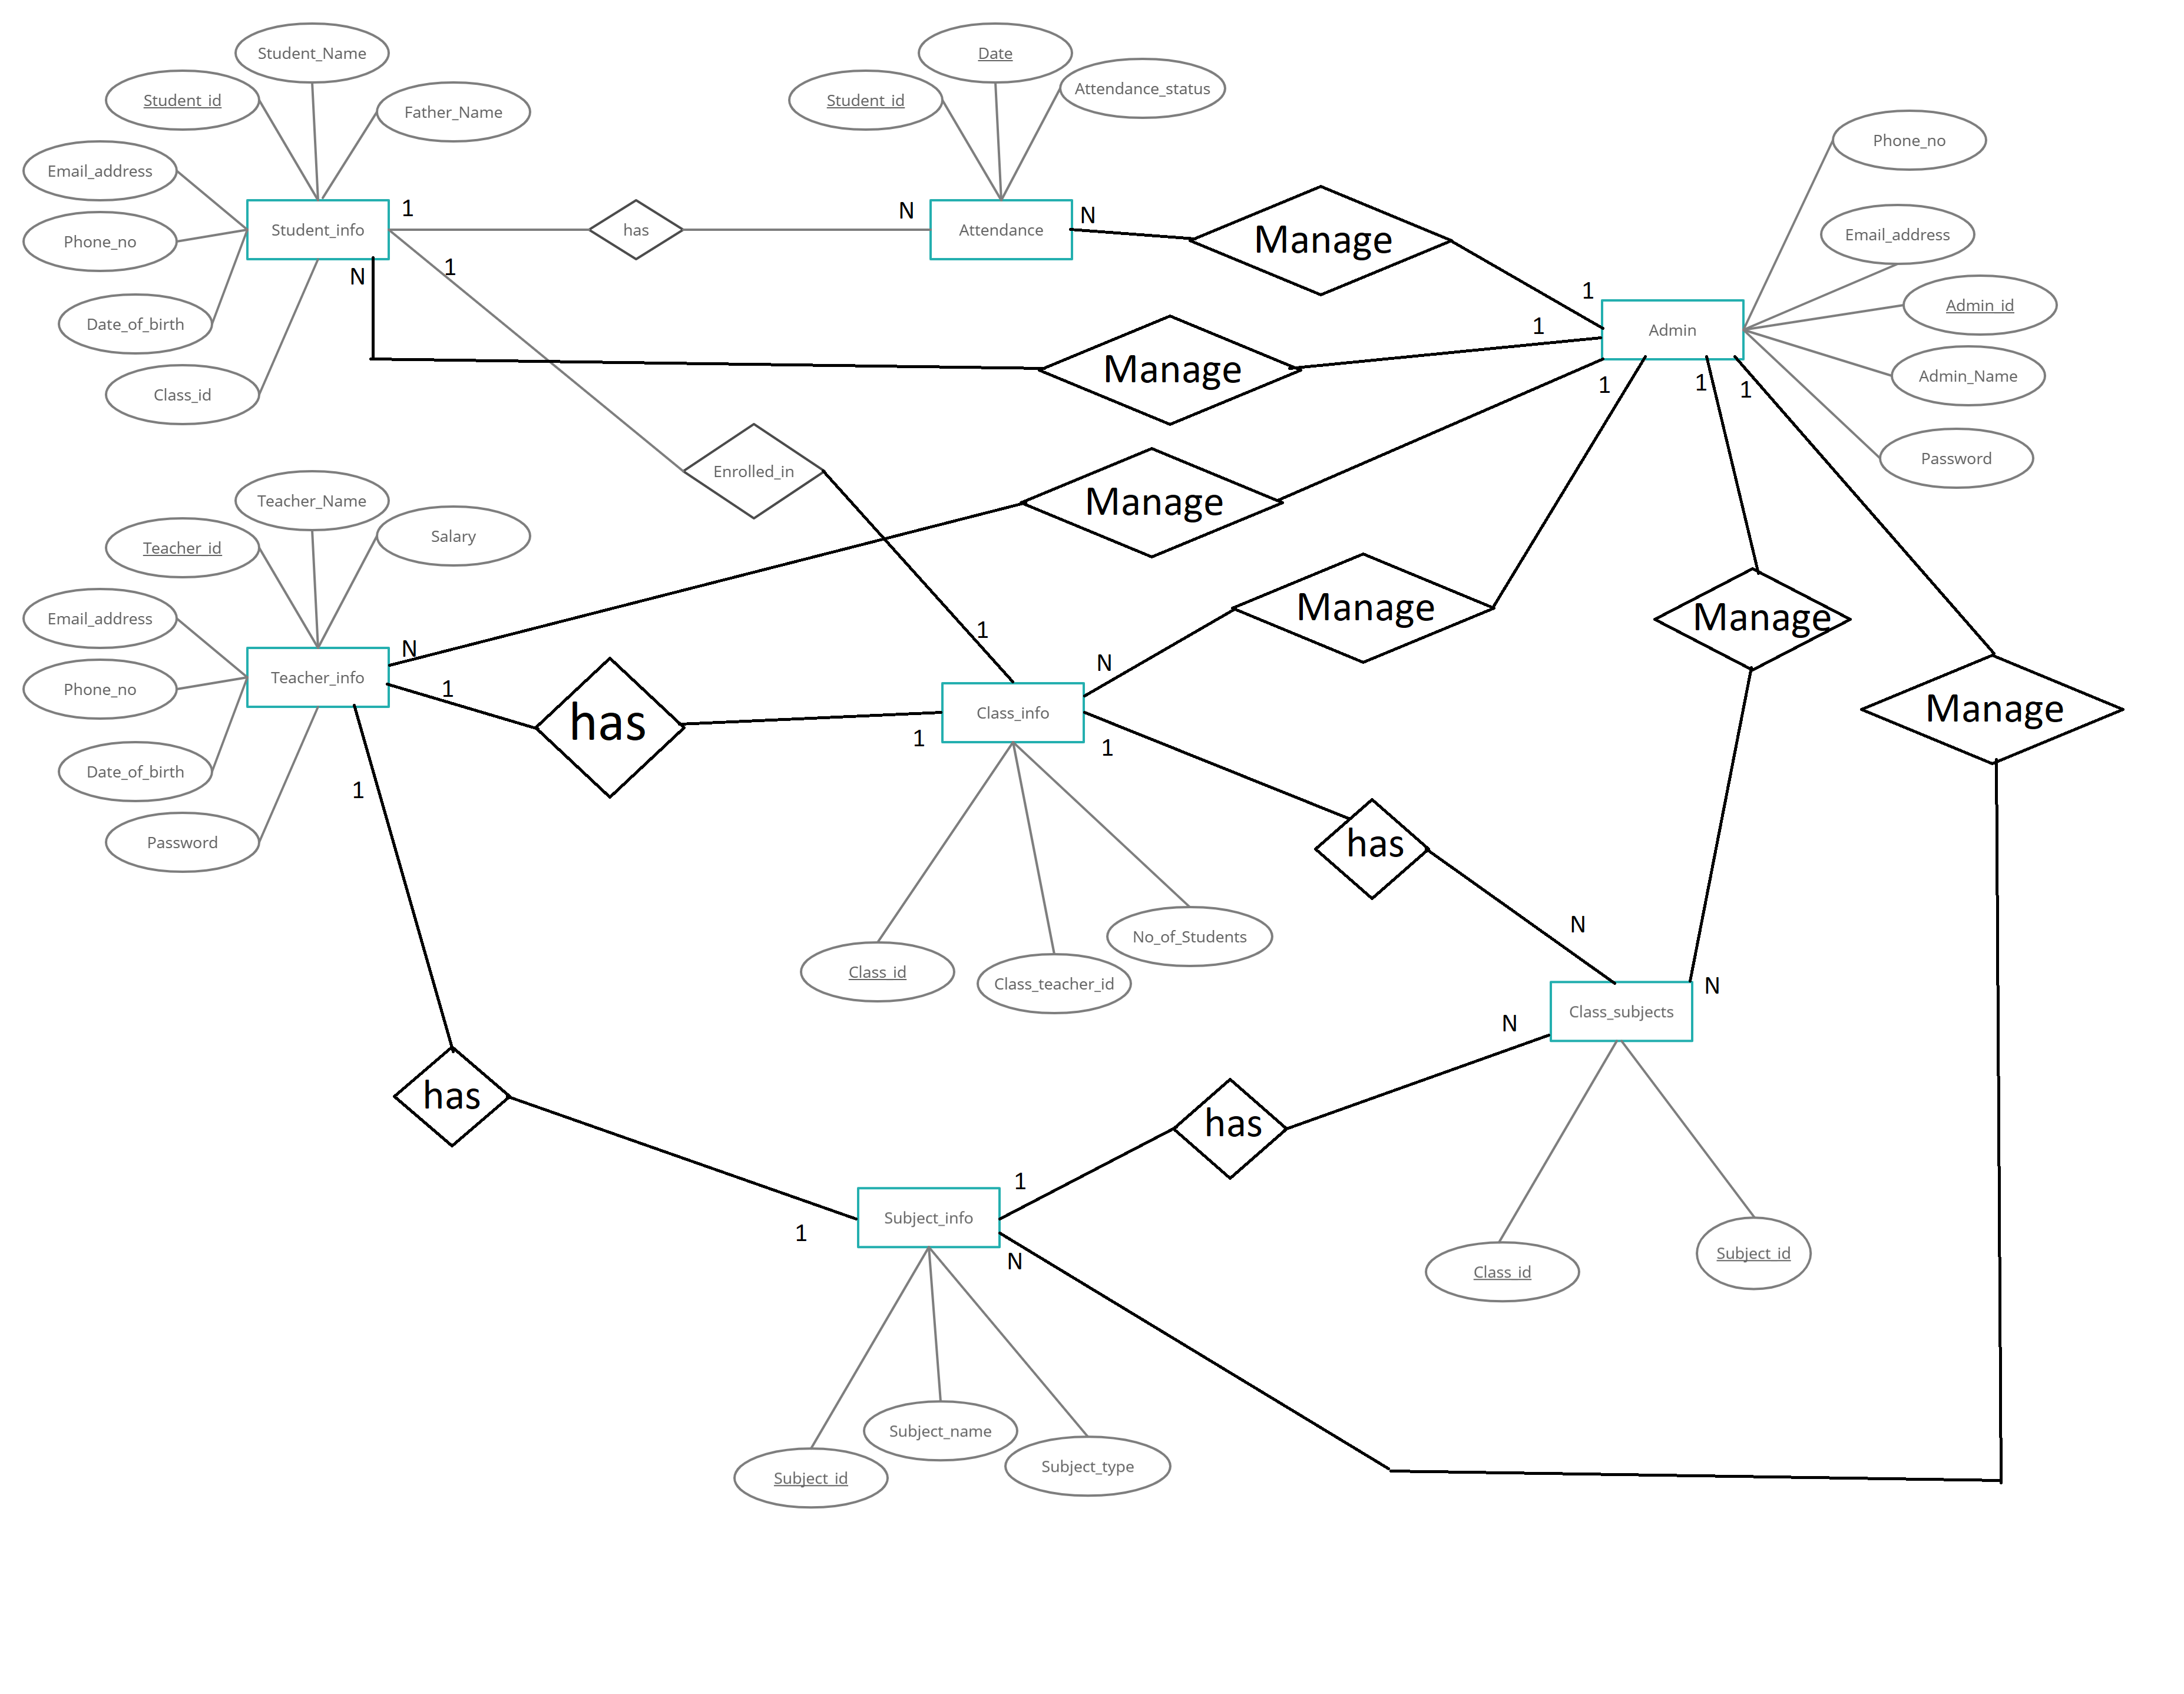 Student_Name
Student_id
Father_Name
Email_address
Phone_no
Date_of_birth
Class_id
Student_info
1
1
N
has
N
Date
Student_id
Attendance_status
Attendance
N
Manage
1
Phone_no
Email_address
Admin_id
Admin_Name
Password
Admin
1
Manage
1
1
1
Enrolled_in
1
Manage
Teacher_Name
Teacher_id
Salary
Email_address
Phone_no
Date_of_birth
Password
Teacher_info
N
1
1
has
1
Class_info
N
1
Manage
Manage
Manage
has
N
Class_id
Class_teacher_id
No_of_Students
Class_subjects
N
N
Class_id
Subject_id
has
has
1
1
Subject_info
N
Subject_id
Subject_name
Subject_type